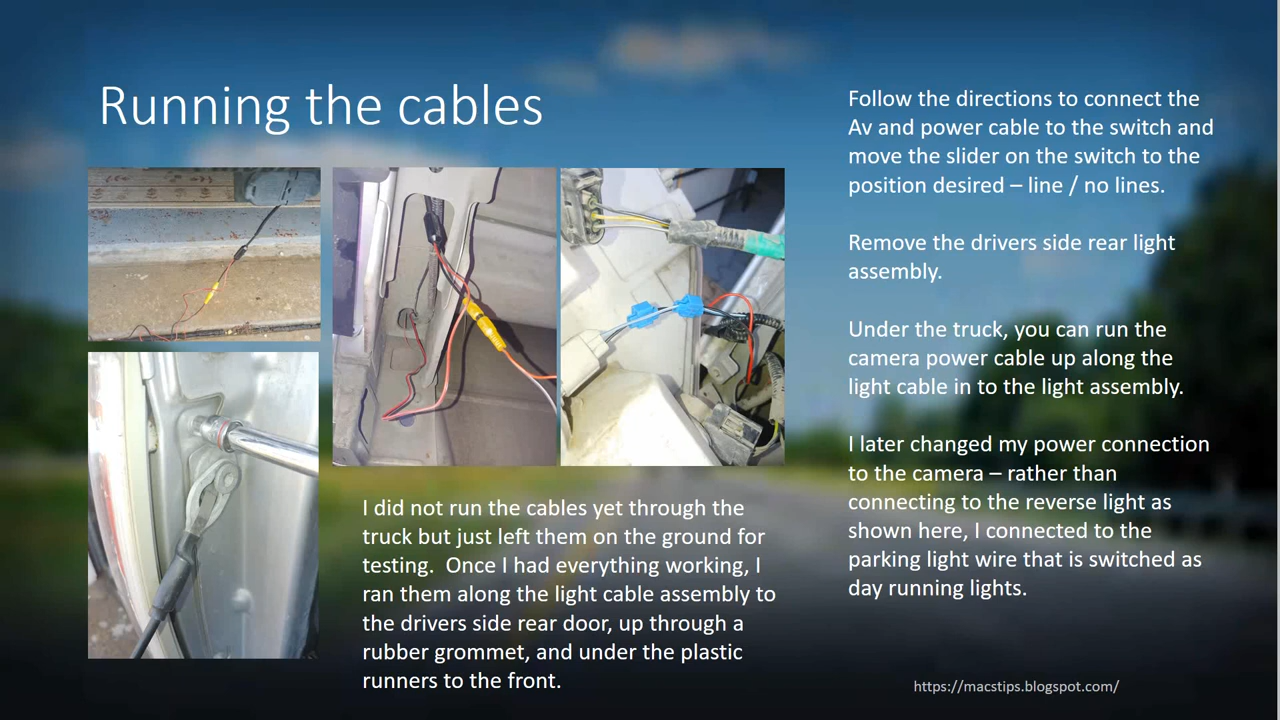 Running the cables
I did not run the cables yet through the
truck but just left them on the ground for
testing.  Once I had everything working, I
ran them along the light cable assembly to
the drivers side rear door, up through a
rubber grommet, and under the plastic
runners to the front.
Follow the directions to connect the
Av and power cable to the switch and
move the slider on the switch to the
position desired – line / no lines.
Remove the drivers side rear light
assembly.
Under the truck, you can run the
camera power cable up along the
light cable in to the light assembly.
I later changed my power connection
to the camera – rather than
connecting to the reverse light as
shown here, I connected to the
parking light wire that is switched as
day running lights.
https://macstips.blogspot.com/